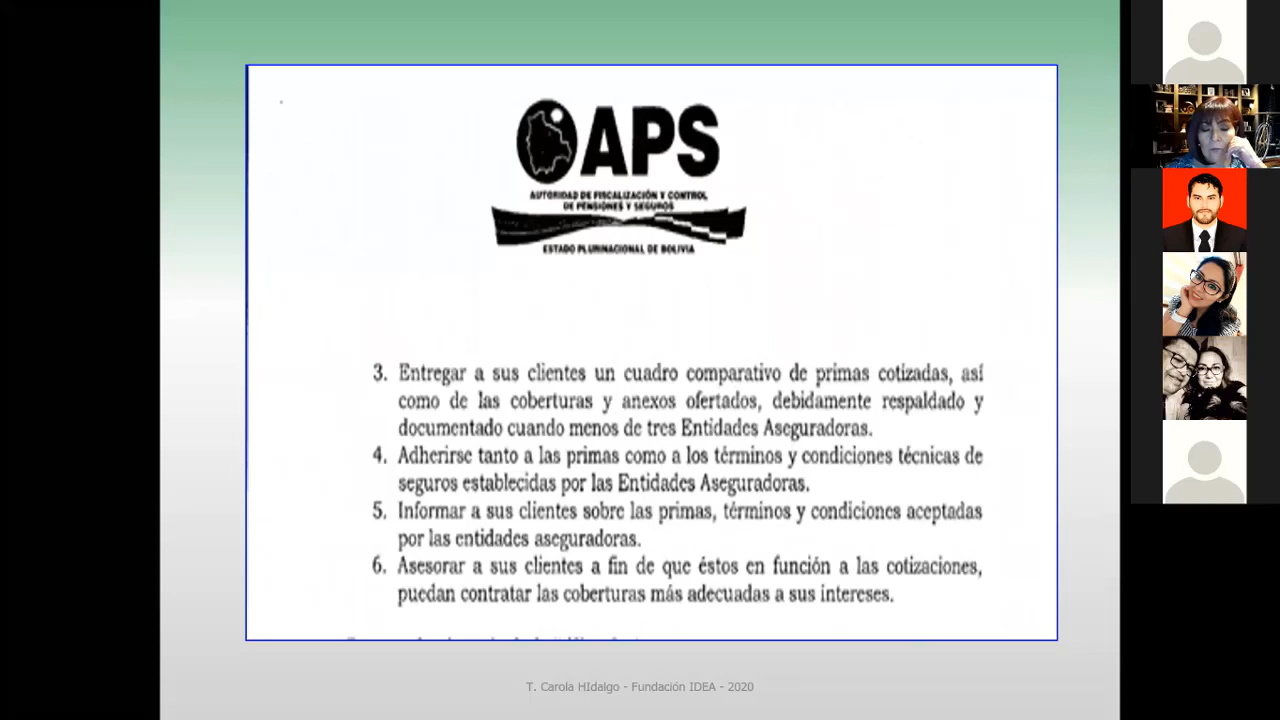 APS
AUTORIDAD DE FISCALIZACIÓN Y CONTROL
DE PENSIONES Y SEGUROS
ESTADO PLURINACIONAL DE BOLIVIA
3. Entregar a sus clientes un cuadro comparativo de primas cotizadas, así
como de las coberturas y anexos ofertados, debidamente respaldado y
documentado cuando menos de tres Entidades Aseguradoras.
4. Adherirse tanto a las primas como a los términos y condiciones técnicas de
seguros establecidas por las Entidades Aseguradoras.
5. Informar a sus clientes sobre las primas, términos y condiciones aceptadas
por las entidades aseguradoras.
6. Asesorar a sus clientes a fin de que éstos en función a las cotizaciones,
puedan contratar las coberturas más adecuadas a sus intereses.
T. Carola HIdalgo - Fundación IDEA - 2020